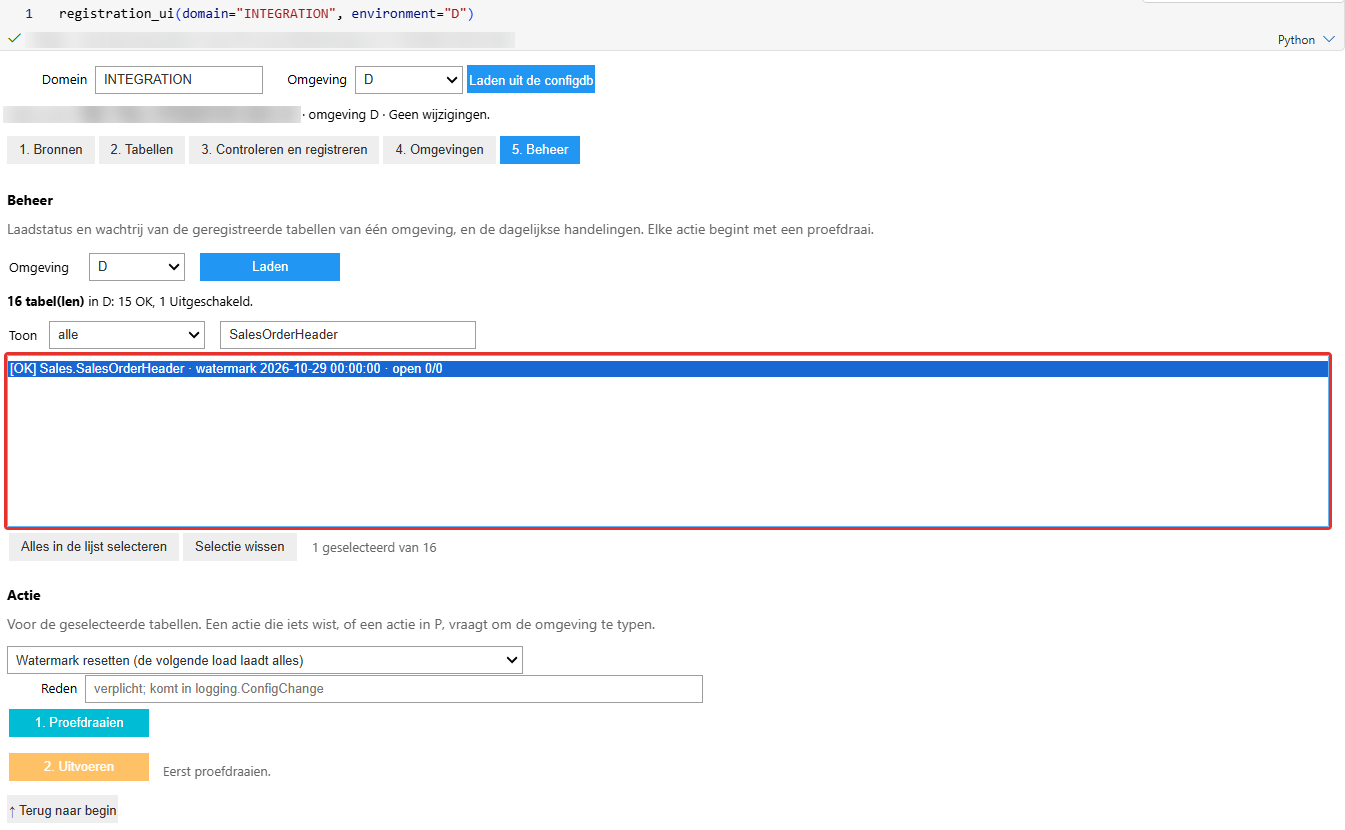 1 registration_ui(domain="INTEGRATION", environment="D")
Python
Domein INTEGRATION Omgeving D Laden uit de configdb
· omgeving D · Geen wijzigingen.
1. Bronnen 2. Tabellen 3. Controleren en registreren 4. Omgevingen 5. Beheer
Beheer
Laadstatus en wachtrij van de geregistreerde tabellen van één omgeving, en de dagelijkse handelingen. Elke actie begint met een proefdraai.
Omgeving D Laden
16 tabel(len) in D: 15 OK, 1 Uitgeschakeld.
Toon alle SalesOrderHeader
[OK] Sales.SalesOrderHeader · watermark 2026-10-29 00:00:00 · open 0/0
Alles in de lijst selecteren Selectie wissen 1 geselecteerd van 16
Actie
Voor de geselecteerde tabellen. Een actie die iets wist, of een actie in P, vraagt om de omgeving te typen.
Watermark resetten (de volgende load laadt alles)
Reden verplicht; komt in logging.ConfigChange
1. Proefdraaien
2. Uitvoeren Eerst proefdraaien.
↑ Terug naar begin